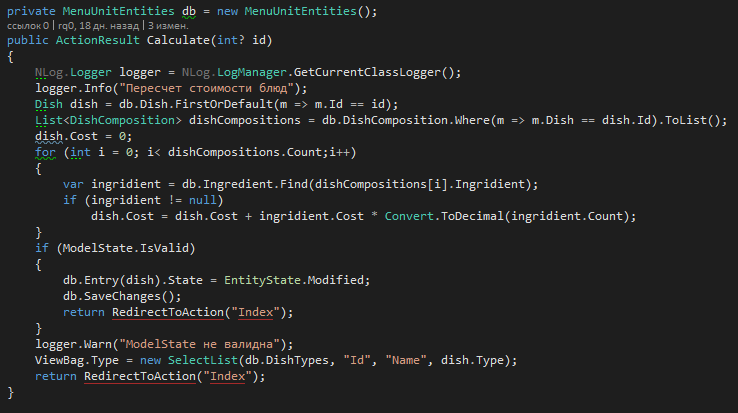 private MenuUnitEntities db = new MenuUnitEntities();
ссылок 0 | rq0, 18 дн. назад | 3 измен.
public ActionResult Calculate(int? id)
{
NLog.Logger logger = NLog.LogManager.GetCurrentClassLogger();
logger.Info("Пересчет стоимости блюд");
Dish dish = db.Dish.FirstOrDefault(m => m.Id == id);
List<DishComposition> dishCompositions = db.DishComposition.Where(m => m.Dish == dish.Id).ToList();
dish.Cost = 0;
for (int i = 0; i< dishCompositions.Count;i++)
{
var ingridient = db.Ingredient.Find(dishCompositions[i].Ingridient);
if (ingridient != null)
dish.Cost = dish.Cost + ingridient.Cost * Convert.ToDecimal(ingridient.Count);
}
if (ModelState.IsValid)
{
db.Entry(dish).State = EntityState.Modified;
db.SaveChanges();
return RedirectToAction("Index");
}
logger.Warn("ModelState не валидна");
ViewBag.Type = new SelectList(db.DishTypes, "Id", "Name", dish.Type);
return RedirectToAction("Index");
}